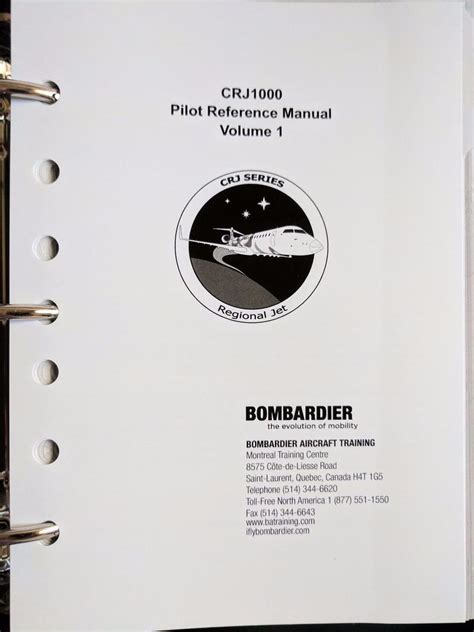 CRJ1000
Pilot Reference Manual
Volume 1
CRJ SERIES
Regional Jet
BOMBARDIER
the evolution of mobility
BOMBARDIER AIRCRAFT TRAINING
Montreal Training Centre
8575 Côte-de-Liesse Road
Saint-Laurent, Quebec, Canada H4T 1G5
Telephone (514) 344-6620
Toll-Free North America 1 (877) 551-1550
Fax (514) 344-6643
www.batraining.com
iflybombardier.com